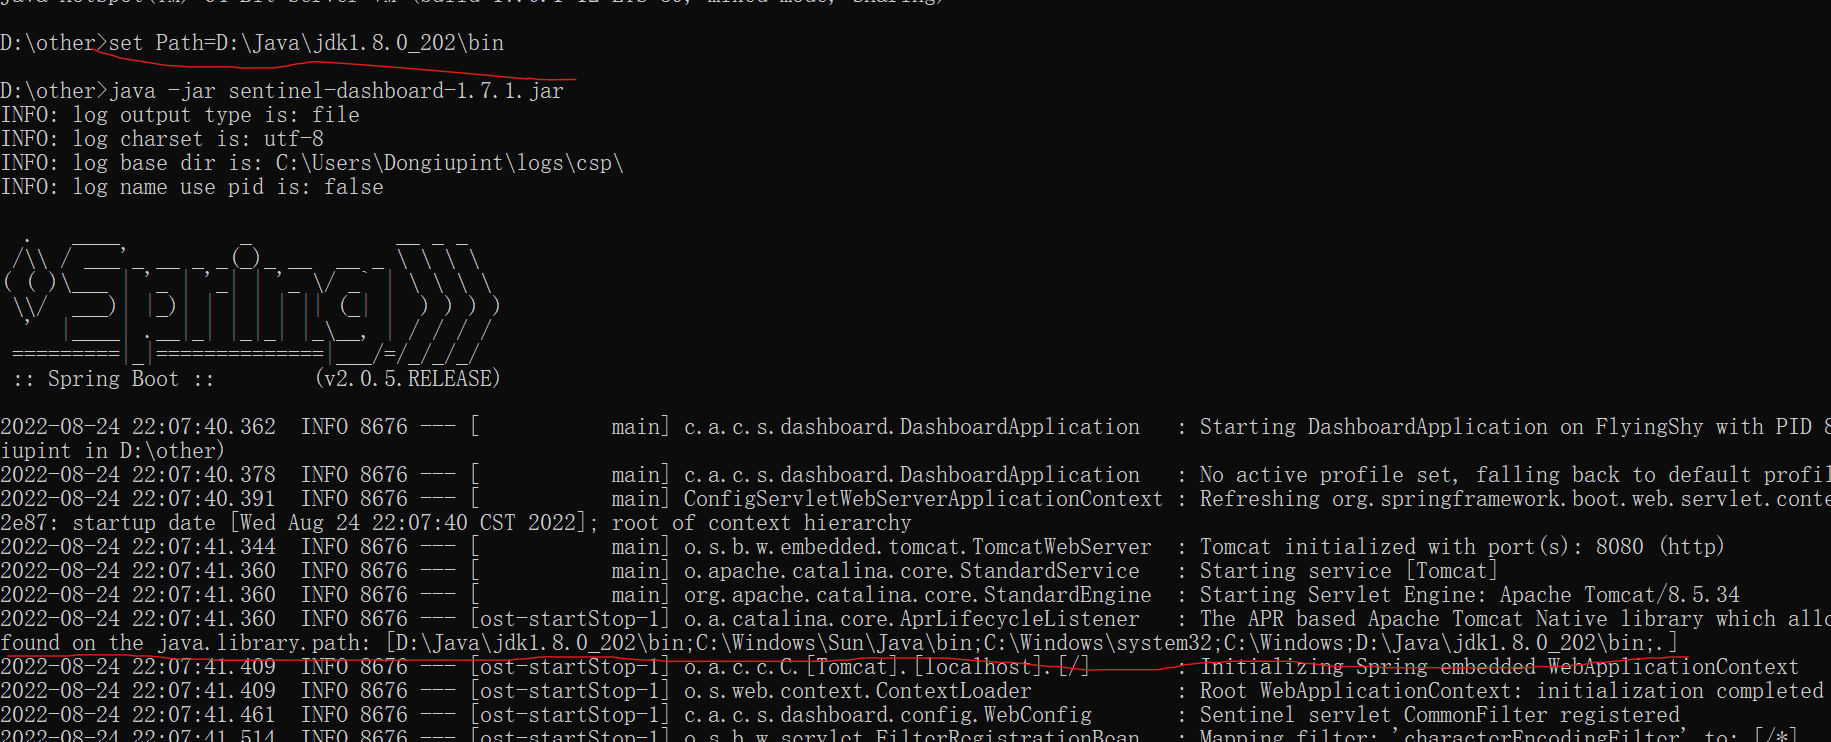 D:\other>set Path=D:\Java\jdk1.8.0_202\bin
D:\other>java -jar sentinel-dashboard-1.7.1.jar
INFO: log output type is: file
INFO: log charset is: utf-8
INFO: log base dir is: C:\Users\Dongiupint\logs\csp\
INFO: log name use pid is: false
:: Spring Boot ::        (v2.0.5.RELEASE)
2022-08-24 22:07:40.362  INFO 8676 --- [           main] c.a.c.s.dashboard.DashboardApplication   : Starting DashboardApplication on FlyingShy with PID 8
iupint in D:\other)
2022-08-24 22:07:40.378  INFO 8676 --- [           main] c.a.c.s.dashboard.DashboardApplication   : No active profile set, falling back to default profil
2022-08-24 22:07:40.391  INFO 8676 --- [           main] ConfigServletWebServerApplicationContext : Refreshing org.springframework.boot.web.servlet.conte
2e87: startup date [Wed Aug 24 22:07:40 CST 2022]; root of context hierarchy
2022-08-24 22:07:41.344  INFO 8676 --- [           main] o.s.b.w.embedded.tomcat.TomcatWebServer  : Tomcat initialized with port(s): 8080 (http)
2022-08-24 22:07:41.360  INFO 8676 --- [           main] o.apache.catalina.core.StandardService   : Starting service [Tomcat]
2022-08-24 22:07:41.360  INFO 8676 --- [           main] org.apache.catalina.core.StandardEngine  : Starting Servlet Engine: Apache Tomcat/8.5.34
2022-08-24 22:07:41.360  INFO 8676 --- [ost-startStop-1] o.a.catalina.core.AprLifecycleListener   : The APR based Apache Tomcat Native library which allo
found on the java.library.path: [D:\Java\jdk1.8.0_202\bin;C:\Windows\Sun\Java\bin;C:\Windows\system32;C:\Windows;D:\Java\jdk1.8.0_202\bin;.]
2022-08-24 22:07:41.409  INFO 8676 --- [ost-startStop-1] o.a.c.c.C.[Tomcat].[localhost].[/]       : Initializing Spring embedded WebApplicationContext
2022-08-24 22:07:41.409  INFO 8676 --- [ost-startStop-1] o.s.web.context.ContextLoader            : Root WebApplicationContext: initialization completed
2022-08-24 22:07:41.461  INFO 8676 --- [ost-startStop-1] c.a.c.s.dashboard.config.WebConfig       : Sentinel servlet CommonFilter registered
2022-08-24 22:07:41.514  INFO 8676 --- [ost-startStop-1] o.s.b.w.servlet.FilterRegistrationBean   : Mapping filter: 'characterEncodingFilter' to: [/*]